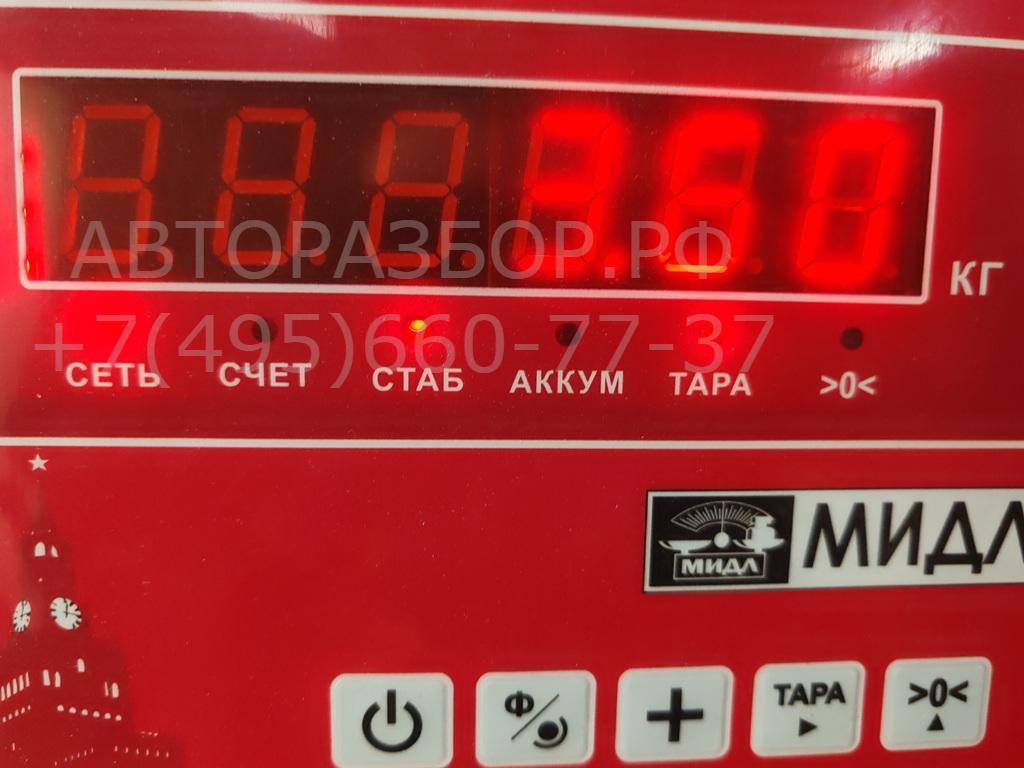 АВТОРАЗБОР.РФ
КГ
+7(495)660-77-37
СЕТЬ СЧЕТ СТАБ АККУМ ТАРА >0<
МИДЛ МИДЛ
Ф ТАРА >0<